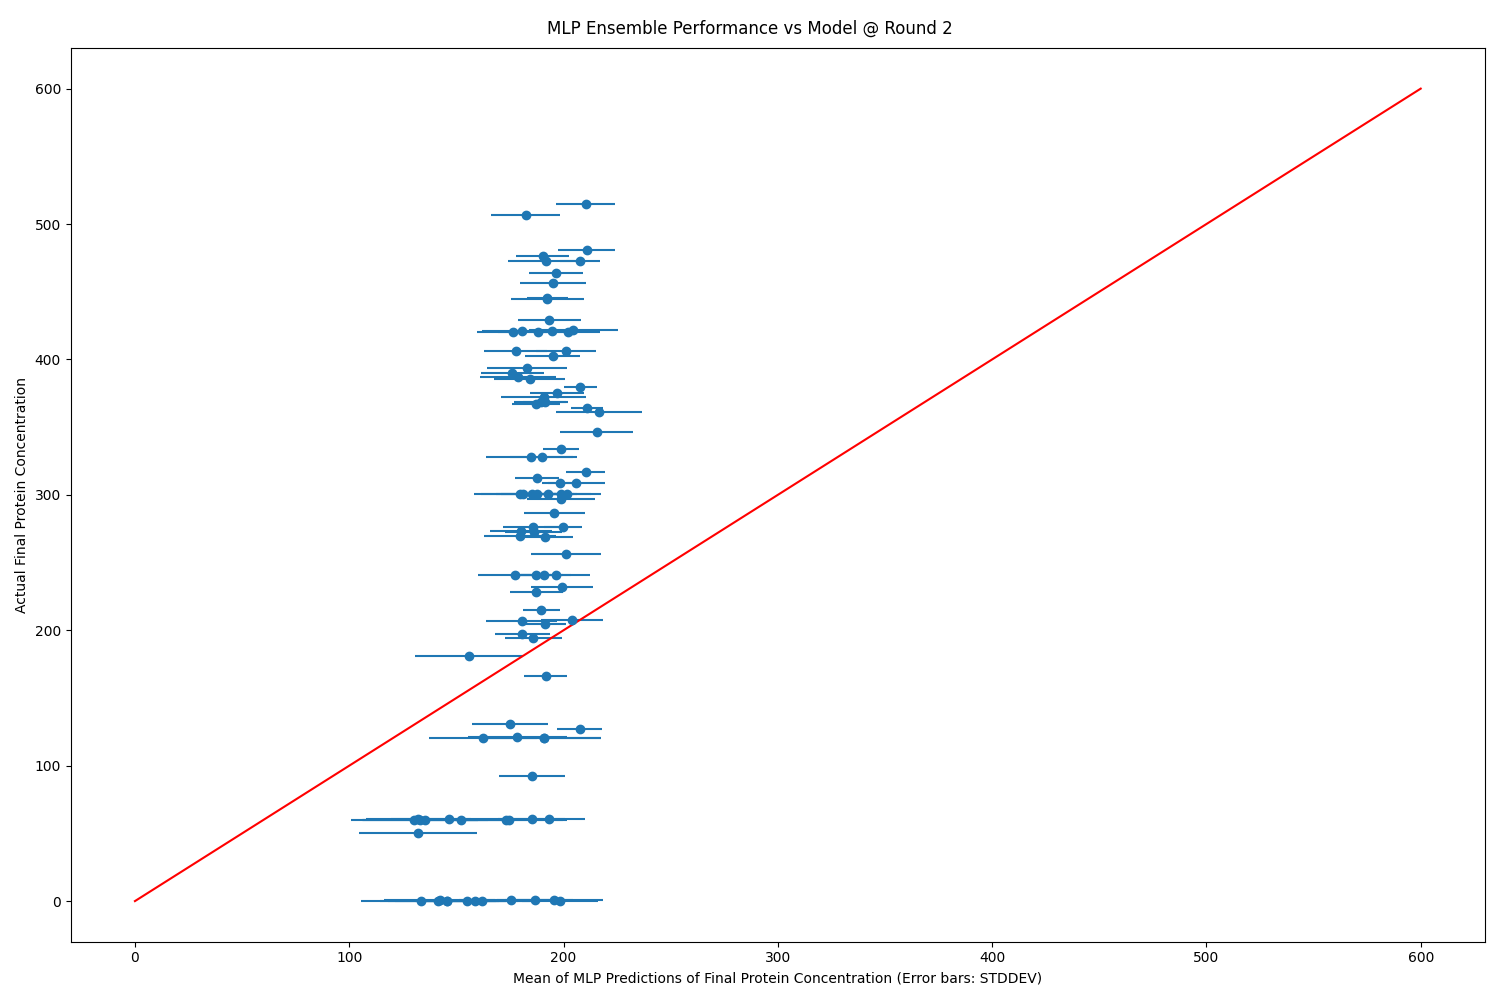 MLP Ensemble Performance vs Model @ Round 2
600
500
400
300
200
100
0
Actual Final Protein Concentration
0 100 200 300 400 500 600
Mean of MLP Predictions of Final Protein Concentration (Error bars: STDDEV)